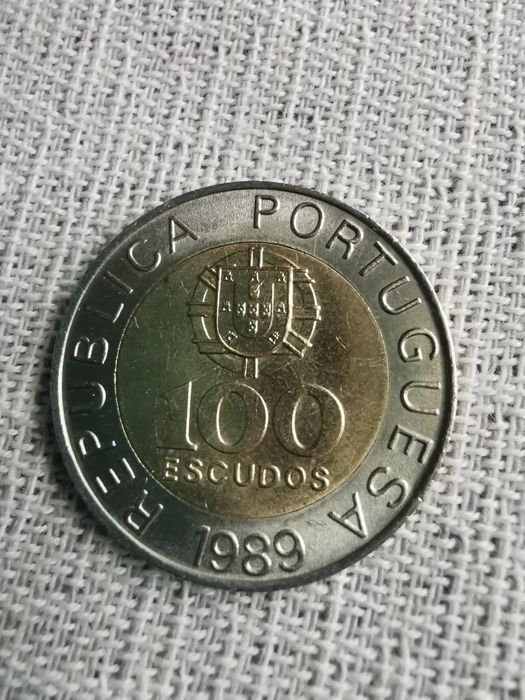 REPUBLICA PORTUGUESA
100
ESCUDOS
1989